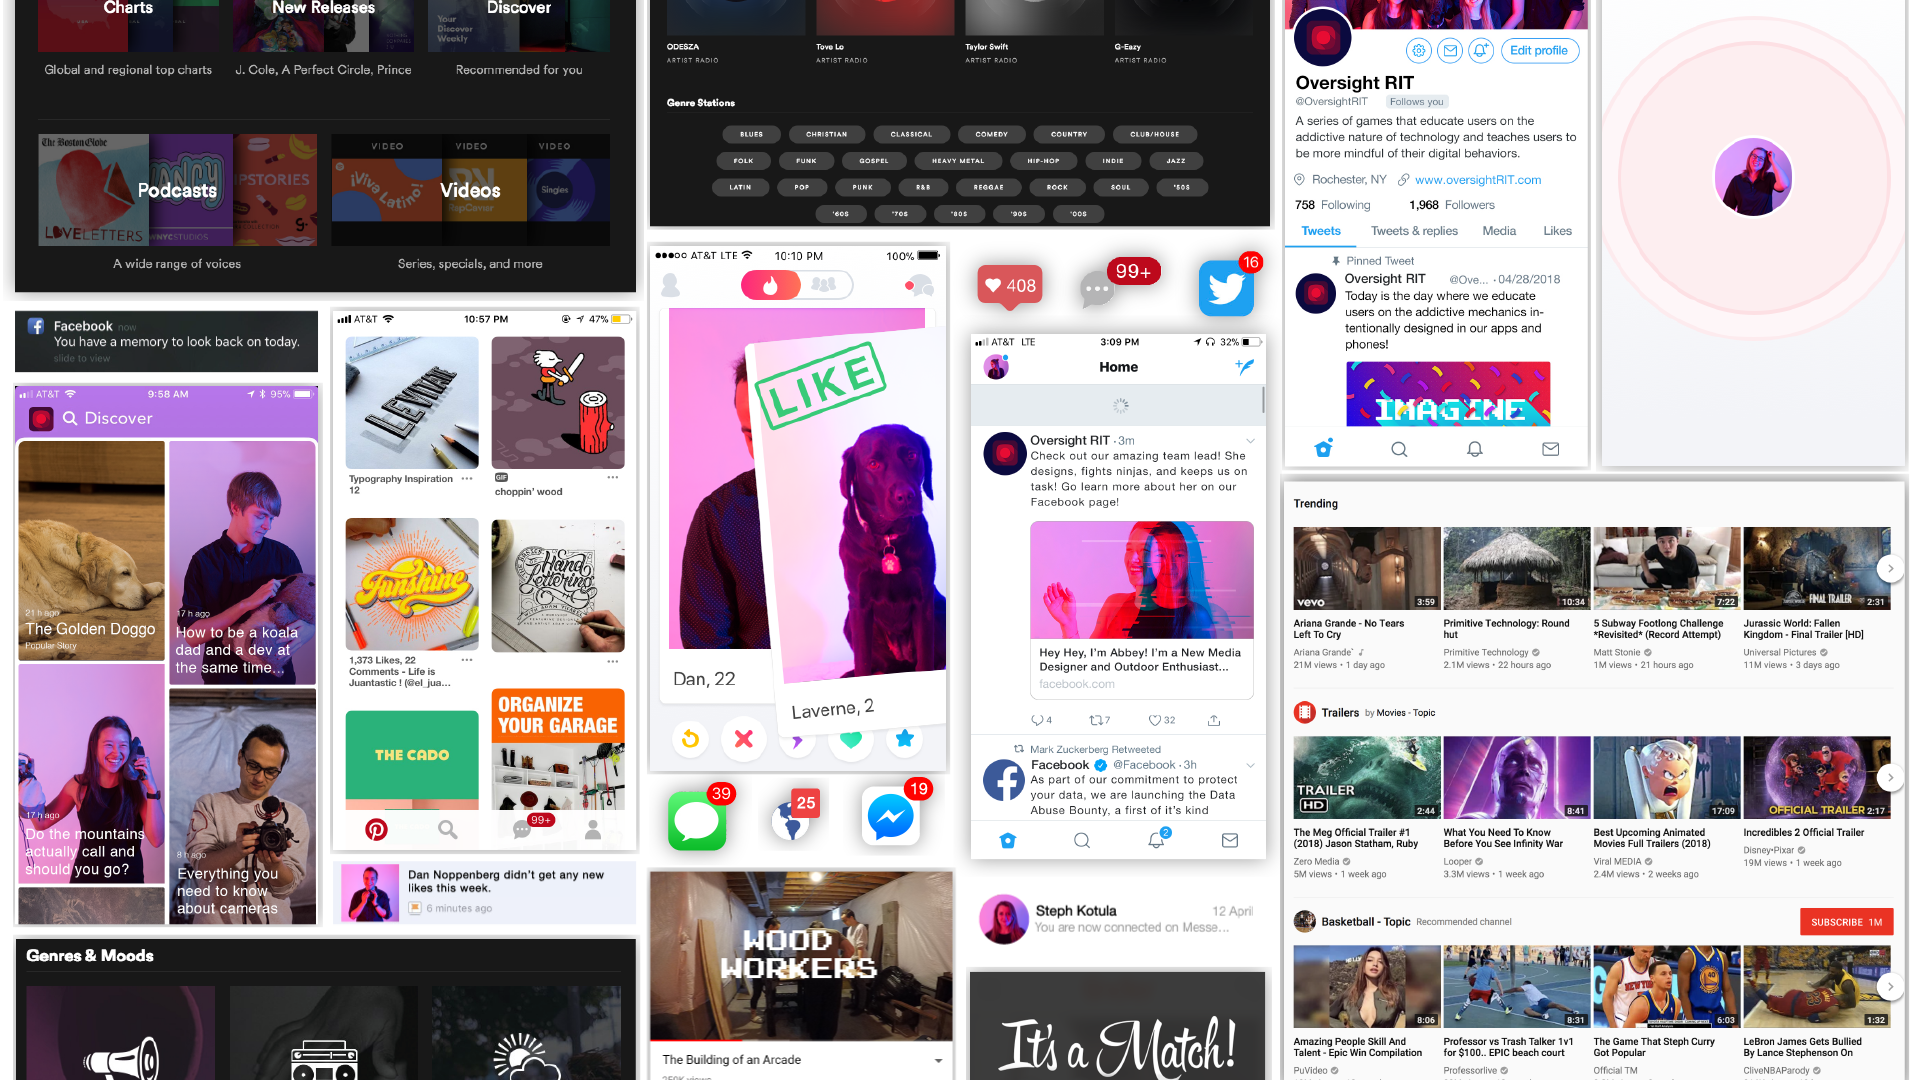 Charts
New Releases
Your
Discover
Weekly
Discover
Global and regional top charts
J. Cole, A Perfect Circle, Prince
Recommended for you
The Boston Globe
LOVE LETTERS
WNYCSTUDIOS
Podcasts
VIDEO
VIDEO
VIDEO
¡Viva Latino!
Singles
Videos
A wide range of voices
Series, specials, and more
Facebook now
You have a memory to look back on today.
slide to view
AT&T
9:58 AM
95%
Discover
21 h ago
The Golden Doggo
Popular Story
17 h ago
How to be a koala
dad and a dev at
the same time...
17 h ago
Do the mountains
actually call and
should you go?
8 h ago
Everything you
need to know
about cameras
AT&T
10:57 PM
47%
LEVITATE
Typography Inspiration
12
GIF
choppin' wood
Funshine
Hand
Lettering
1,373 Likes, 22
Comments - Life is
Juantastic ! (@el_jua...
ORGANIZE
YOUR GARAGE
THE CADO
99+
Dan Noppenberg didn't get any new
likes this week.
6 minutes ago
Genres & Moods
ODESZA
ARTIST RADIO
Tove Lo
ARTIST RADIO
Taylor Swift
ARTIST RADIO
G-Eazy
ARTIST RADIO
Genre Stations
BLUES
CHRISTIAN
CLASSICAL
COMEDY
COUNTRY
CLUB/HOUSE
FOLK
FUNK
GOSPEL
HEAVY METAL
HIP-HOP
INDIE
JAZZ
LATIN
POP
PUNK
R&B
REGGAE
ROCK
SOUL
'50S
'60S
'70S
'80S
'90S
'00S
AT&T LTE
10:10 PM
100%
LIKE
Dan, 22
Laverne, 2
39
25
19
WOOD
WORKERS
The Building of an Arcade
408
99+
16
AT&T LTE
3:09 PM
32%
Home
Oversight RIT · 3m
Check out our amazing team lead! She
designs, fights ninjas, and keeps us on
task! Go learn more about her on our
Facebook page!
Hey Hey, I'm Abbey! I'm a New Media
Designer and Outdoor Enthusiast...
facebook.com
4
7
32
Mark Zuckerberg Retweeted
Facebook @Facebook · 3h
As part of our commitment to protect
your data, we are launching the Data
Abuse Bounty, a first of it's kind
2
Steph Kotula
12 April
You are now connected on Messe...
It's a Match!
Edit profile
Oversight RIT
@OversightRIT
Follows you
A series of games that educate users on the
addictive nature of technology and teaches users to
be more mindful of their digital behaviors.
Rochester, NY
www.oversightRIT.com
758 Following
1,968 Followers
Tweets
Tweets & replies
Media
Likes
Pinned Tweet
Oversight RIT @Ove... · 04/28/2018
Today is the day where we educate
users on the addictive mechanics in-
tentionally designed in our apps and
phones!
IMAGINE
Trending
vevo
3:59
10:34
7:22
FINAL TRAILER
2:31
Ariana Grande - No Tears
Left To Cry
Ariana Grande
21M views • 1 day ago
Primitive Technology: Round
hut
Primitive Technology
2.1M views • 22 hours ago
5 Subway Footlong Challenge
*Revisited* (Record Attempt)
Matt Stonie
1M views • 21 hours ago
Jurassic World: Fallen
Kingdom - Final Trailer [HD]
Universal Pictures
11M views • 3 days ago
Trailers by Movies - Topic
TRAILER
HD
2:44
8:41
17:09
OFFICIAL TRAILER
2:17
The Meg Official Trailer #1
(2018) Jason Statham, Ruby
Zero Media
5M views • 1 week ago
What You Need To Know
Before You See Infinity War
Looper
3.3M views • 1 week ago
Best Upcoming Animated
Movies Full Trailers (2018)
Viral MEDIA
2.4M views • 2 weeks ago
Incredibles 2 Official Trailer
Disney•Pixar
19M views • 1 week ago
Basketball - Topic Recommended channel
SUBSCRIBE 1M
8:06
8:31
6:03
1:32
Amazing People Skill And
Talent - Epic Win Compilation
PuVideo
Professor vs Trash Talker 1v1
for $100.. EPIC beach court
Professorlive
The Game That Steph Curry
Got Popular
Official TM
LeBron James Gets Bullied
By Lance Stephenson On
CliveNBAParody